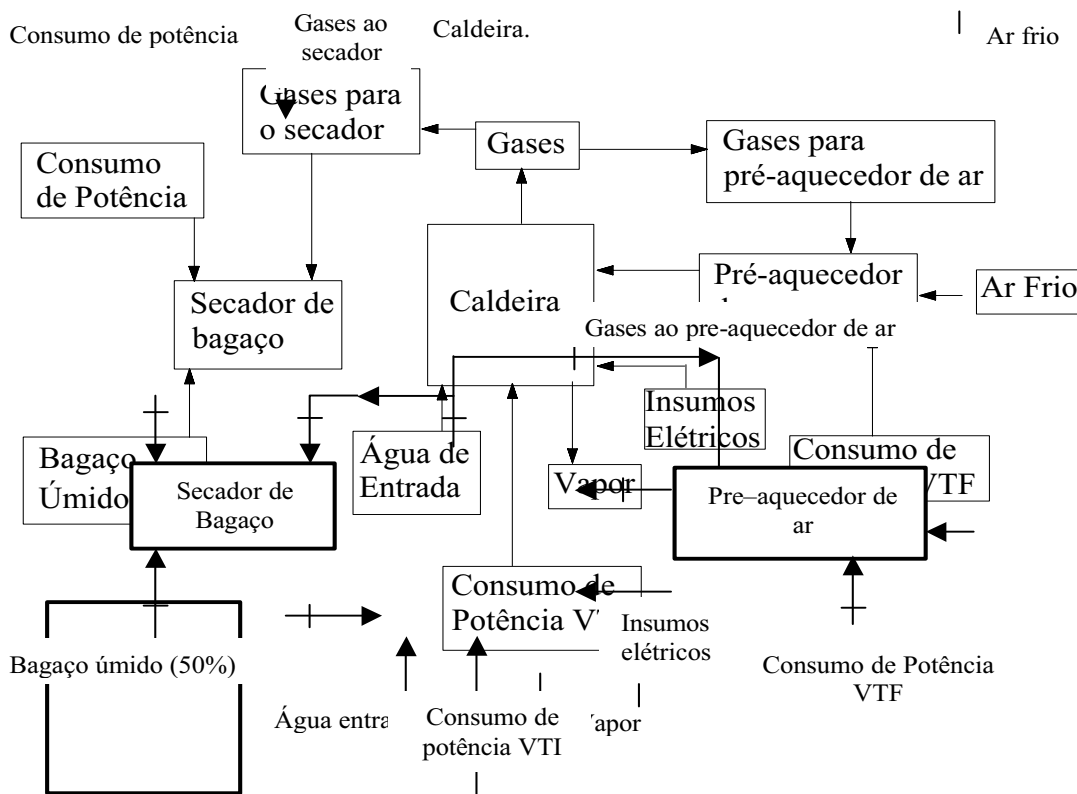 Consumo de potência
Gases ao
secador
Caldeira.
Ar frio
Gases para
o secador
Gases
Gases para
pré-aquecedor de ar
Consumo
de Potência
Secador de
bagaço
Caldeira
Pré-aquecedor
Ar Frio
Gases ao pre-aquecedor de ar
Insumos
Elétricos
Bagaço
Úmido
Água de
Entrada
Vapor
Consumo de
VTF
Secador de
Bagaço
Pre–aquecedor de
ar
Consumo de
Potência
Insumos
elétricos
Bagaço úmido (50%)
Consumo de Potência
VTF
Água
Consumo de
potência VTI